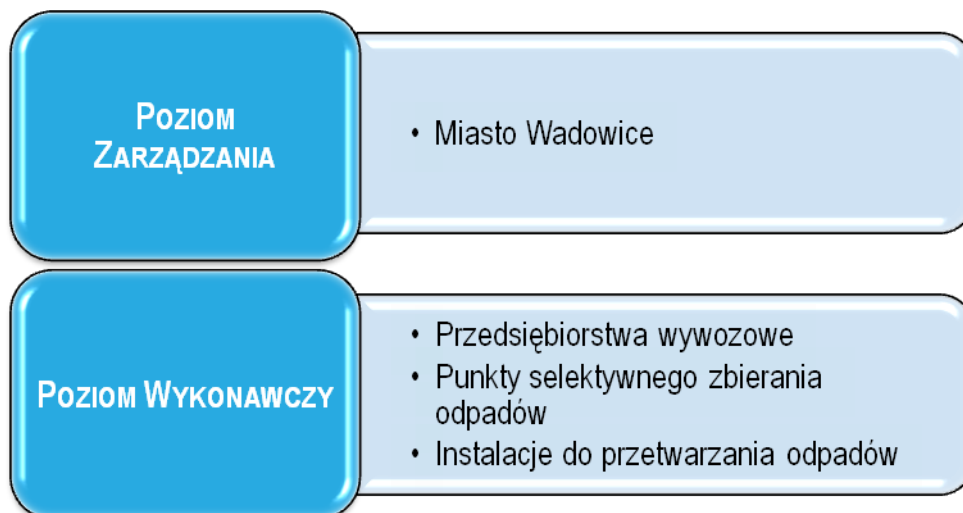 POZIOM
ZARZĄDZANIA
• Miasto Wadowice
POZIOM WYKONAWCZY
• Przedsiębiorstwa wywozowe
• Punkty selektywnego zbierania
odpadów
• Instalacje do przetwarzania odpadów